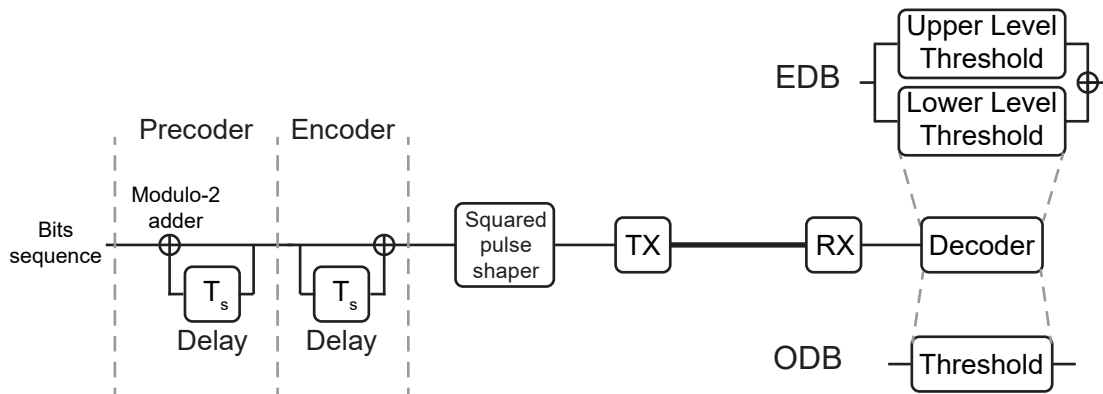 Upper Level
Threshold
EDB
Lower Level
Threshold
Precoder
Encoder
Modulo-2
adder
Bits
sequence
Squared
pulse
shaper
TX
RX
Decoder
Ts
Ts
Delay
Delay
ODB
Threshold